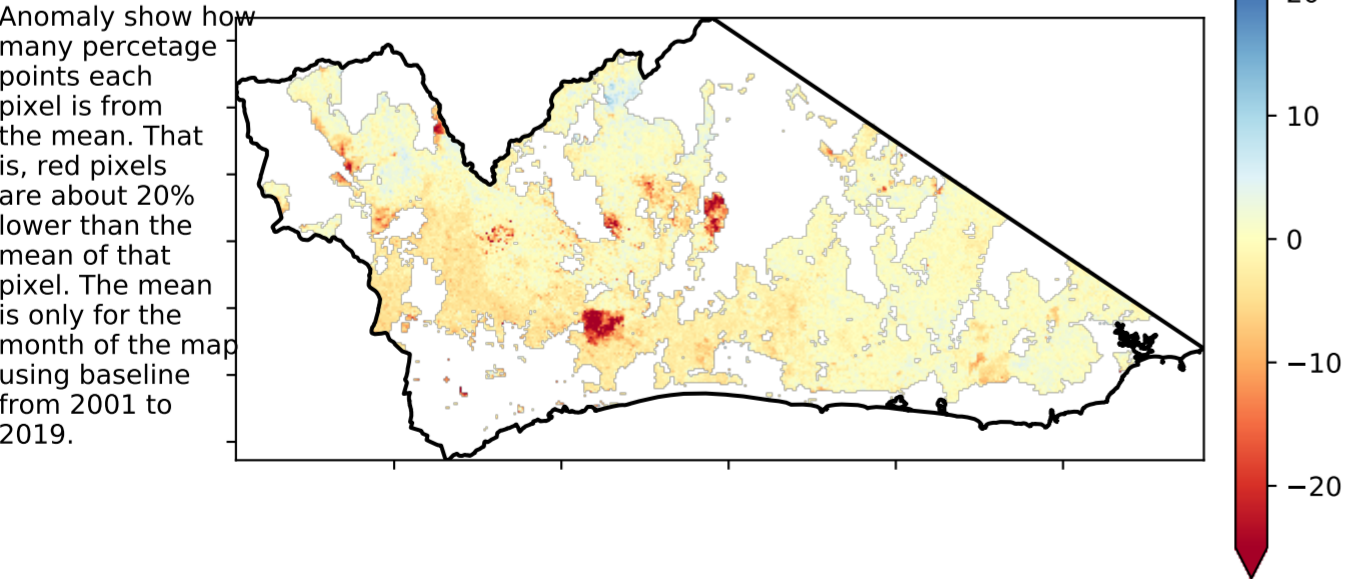 Anomaly show how
many percetage
points each
pixel is from
the mean. That
is, red pixels
are about 20%
lower than the
mean of that
pixel. The mean
is only for the
month of the map
using baseline
from 2001 to
2019.
10
0
−10
−20